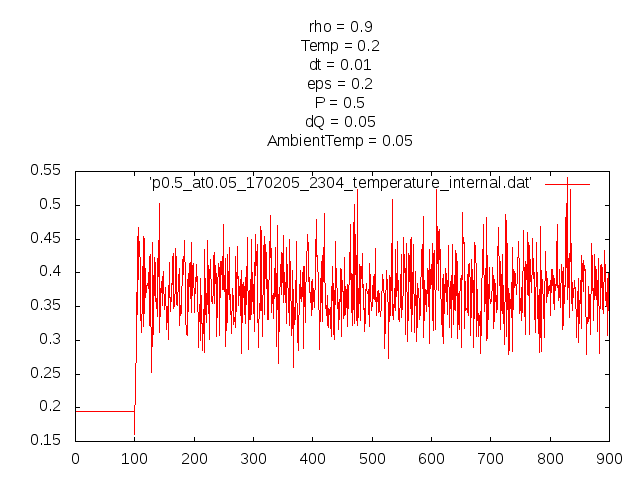 rho = 0.9
Temp = 0.2
dt = 0.01
eps = 0.2
P = 0.5
dQ = 0.05
AmbientTemp = 0.05
0.55
'p0.5_at0.05_170205_2304_temperature_internal.dat'
0.5
0.45
0.4
0.35
0.3
0.25
0.2
0.15
0 100 200 300 400 500 600 700 800 900